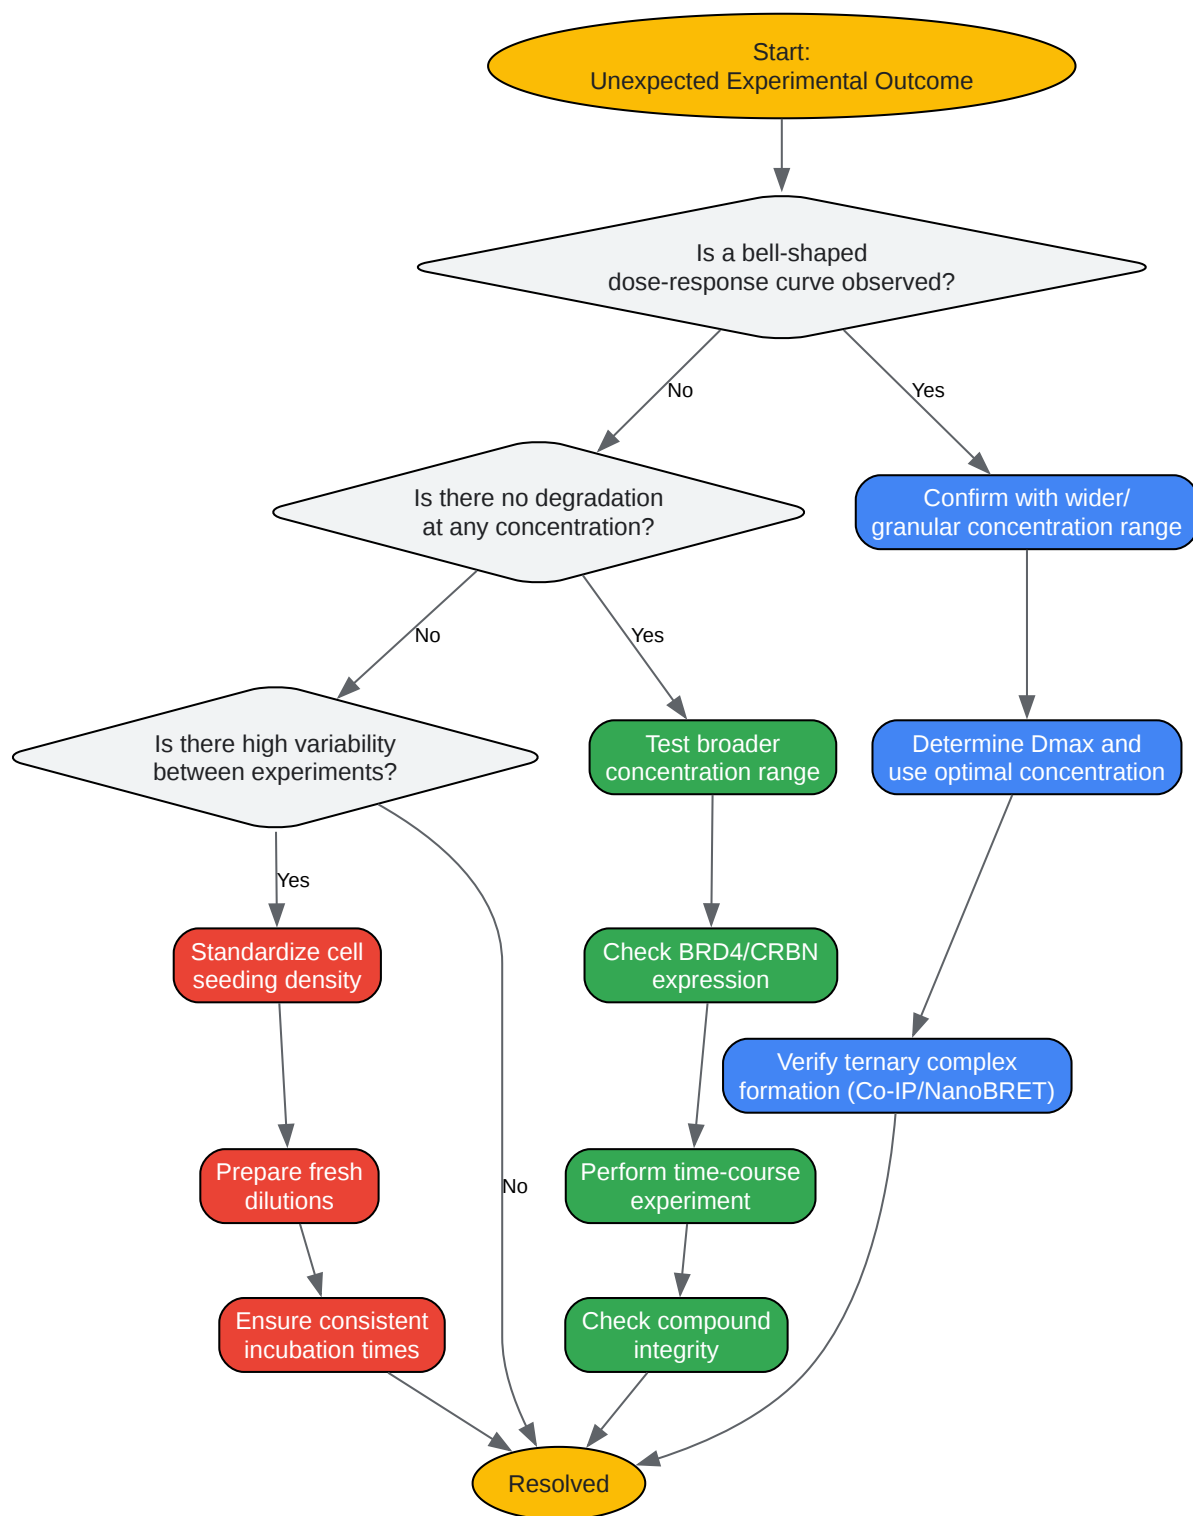 Start:
Unexpected Experimental Outcome
Is a bell-shaped
dose-response curve observed?
No
Yes
Is there no degradation
at any concentration?
Confirm with wider/
granular concentration range
No
Yes
Is there high variability
between experiments?
Test broader
concentration range
Determine Dmax and
use optimal concentration
Yes
Standardize cell
seeding density
Check BRD4/CRBN
expression
Verify ternary complex
formation (Co-IP/NanoBRET)
Prepare fresh
dilutions
No
Perform time-course
experiment
Ensure consistent
incubation times
Check compound
integrity
Resolved